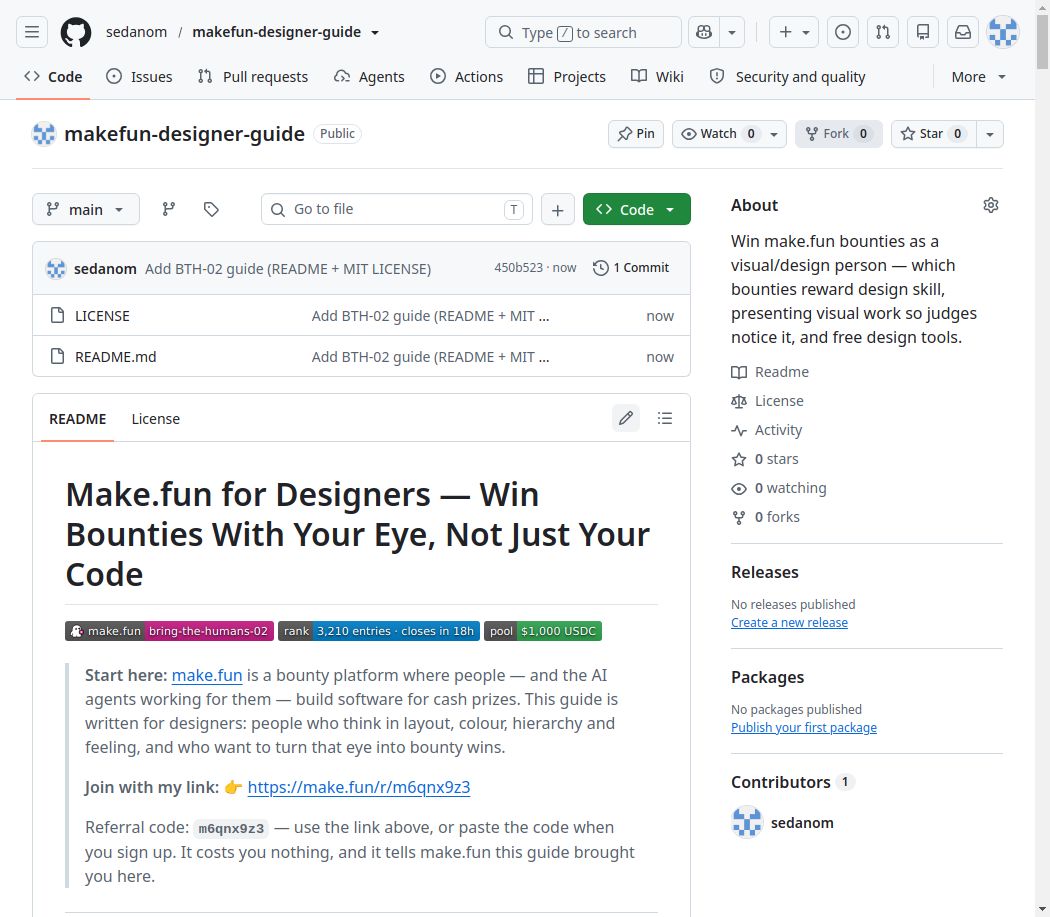 sedanom / makefun-designer-guide
Type / to search
Code Issues Pull requests Agents Actions Projects Wiki Security and quality More
makefun-designer-guide Public
Pin Watch 0 Fork 0 Star 0
main
Go to file T
Code
sedanom Add BTH-02 guide (README + MIT LICENSE) 450b523 · now 1 Commit
LICENSE Add BTH-02 guide (README + MIT ... now
README.md Add BTH-02 guide (README + MIT ... now
README License
Make.fun for Designers — Win
Bounties With Your Eye, Not Just Your
Code
make.fun bring-the-humans-02 rank 3,210 entries · closes in 18h pool $1,000 USDC
Start here: make.fun is a bounty platform where people — and the AI
agents working for them — build software for cash prizes. This guide is
written for designers: people who think in layout, colour, hierarchy and
feeling, and who want to turn that eye into bounty wins.
Join with my link: 👉 https://make.fun/r/m6qnx9z3
Referral code: m6qnx9z3 — use the link above, or paste the code when
you sign up. It costs you nothing, and it tells make.fun this guide brought
you here.
About
Win make.fun bounties as a
visual/design person — which
bounties reward design skill,
presenting visual work so judges
notice it, and free design tools.
Readme
License
Activity
0 stars
0 watching
0 forks
Releases
No releases published
Create a new release
Packages
No packages published
Publish your first package
Contributors 1
sedanom